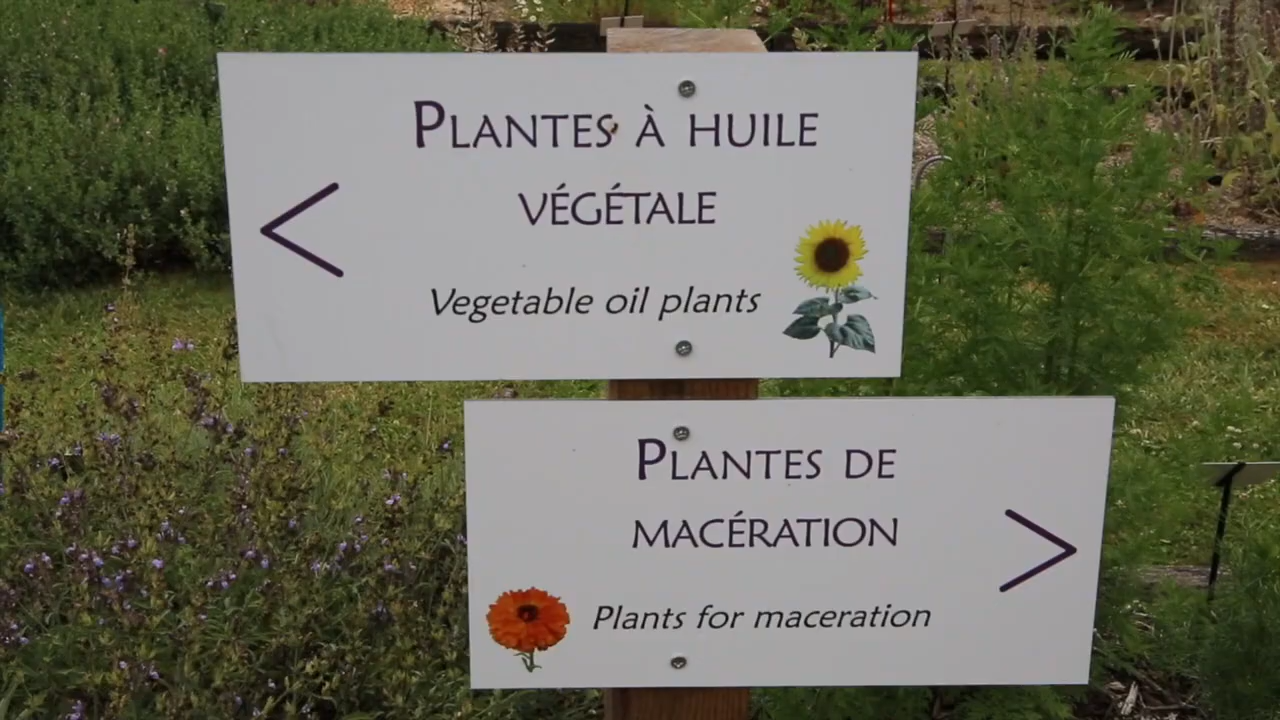 PLANTES À HUILE
VÉGÉTALE
Vegetable oil plants
PLANTES DE
MACÉRATION
Plants for maceration